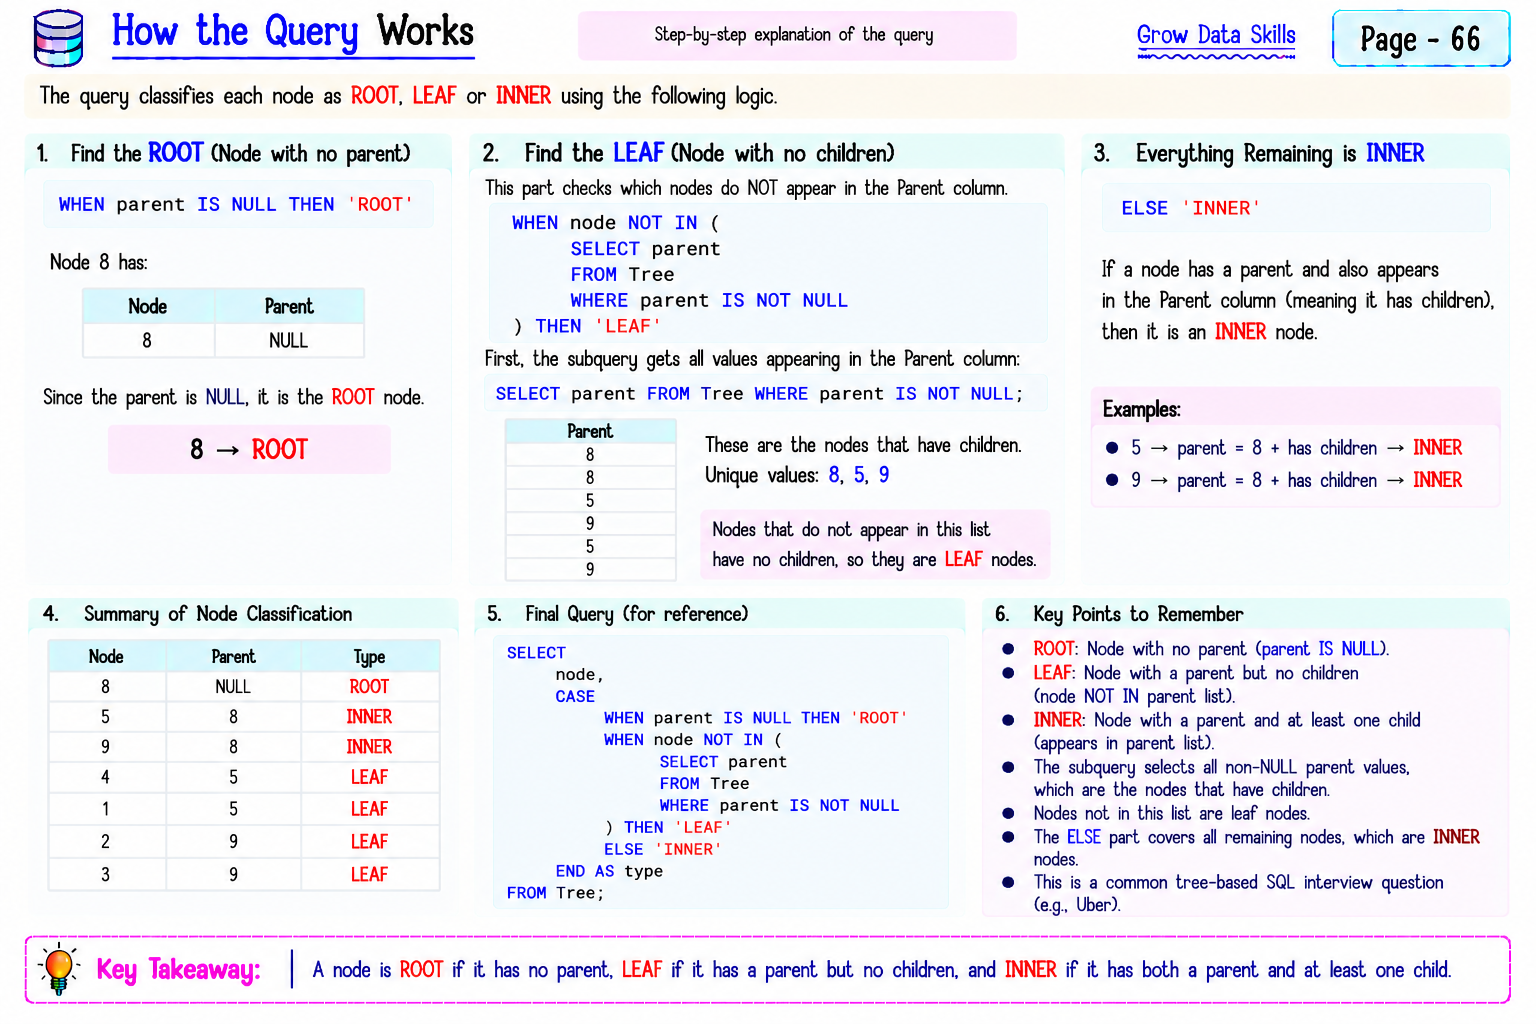 How the Query Works
Step-by-step explanation of the query
Grow Data Skills
Page - 66
The query classifies each node as ROOT, LEAF or INNER using the following logic.
1. Find the ROOT (Node with no parent)
WHEN parent IS NULL THEN 'ROOT'
Node 8 has:
Node Parent
8 NULL
Since the parent is NULL, it is the ROOT node.
8 → ROOT
2. Find the LEAF (Node with no children)
This part checks which nodes do NOT appear in the Parent column.
WHEN node NOT IN (
SELECT parent
FROM Tree
WHERE parent IS NOT NULL
) THEN 'LEAF'
First, the subquery gets all values appearing in the Parent column:
SELECT parent FROM Tree WHERE parent IS NOT NULL;
Parent
8
8
5
9
5
9
These are the nodes that have children.
Unique values: 8, 5, 9
Nodes that do not appear in this list
have no children, so they are LEAF nodes.
3. Everything Remaining is INNER
ELSE 'INNER'
If a node has a parent and also appears
in the Parent column (meaning it has children),
then it is an INNER node.
Examples:
● 5 → parent = 8 + has children → INNER
● 9 → parent = 8 + has children → INNER
4. Summary of Node Classification
Node Parent Type
8 NULL ROOT
5 8 INNER
9 8 INNER
4 5 LEAF
1 5 LEAF
2 9 LEAF
3 9 LEAF
5. Final Query (for reference)
SELECT
node,
CASE
WHEN parent IS NULL THEN 'ROOT'
WHEN node NOT IN (
SELECT parent
FROM Tree
WHERE parent IS NOT NULL
) THEN 'LEAF'
ELSE 'INNER'
END AS type
FROM Tree;
6. Key Points to Remember
● ROOT: Node with no parent (parent IS NULL).
● LEAF: Node with a parent but no children
(node NOT IN parent list).
● INNER: Node with a parent and at least one child
(appears in parent list).
● The subquery selects all non-NULL parent values,
which are the nodes that have children.
● Nodes not in this list are leaf nodes.
● The ELSE part covers all remaining nodes, which are INNER
nodes.
● This is a common tree-based SQL interview question
(e.g., Uber).
Key Takeaway:
A node is ROOT if it has no parent, LEAF if it has a parent but no children, and INNER if it has both a parent and at least one child.